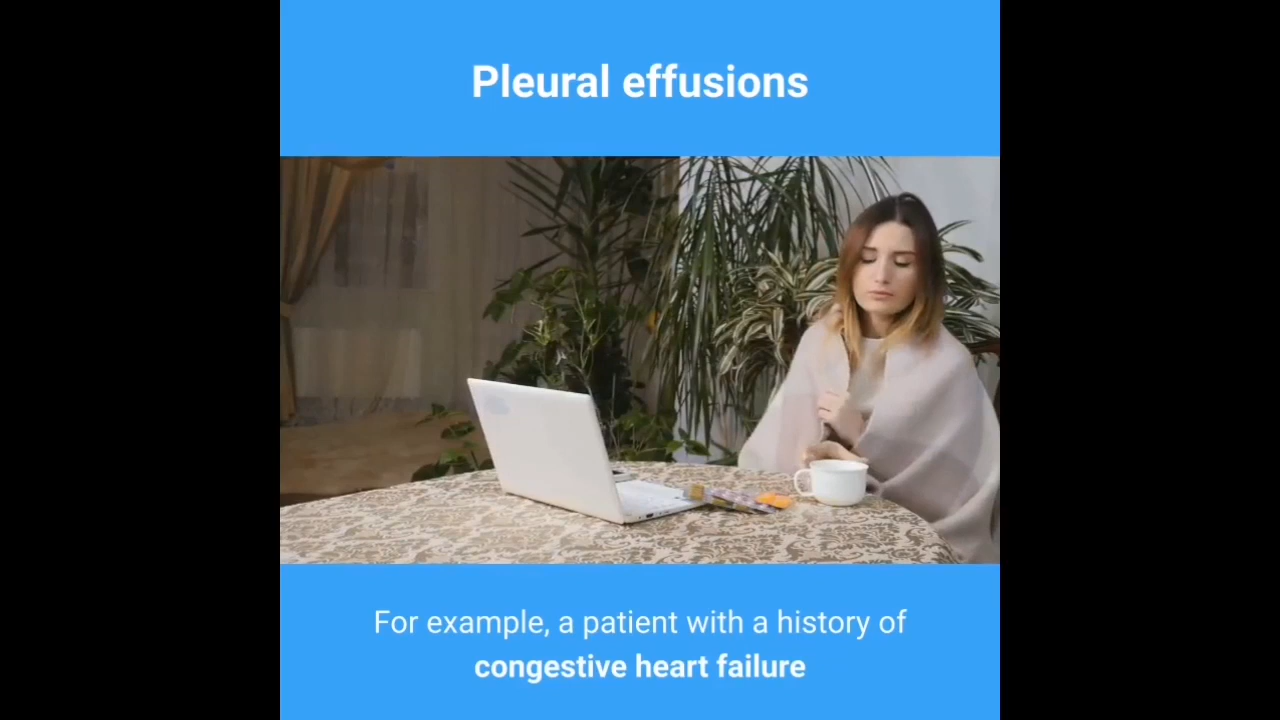 Pleural effusions
For example, a patient with a history of
congestive heart failure